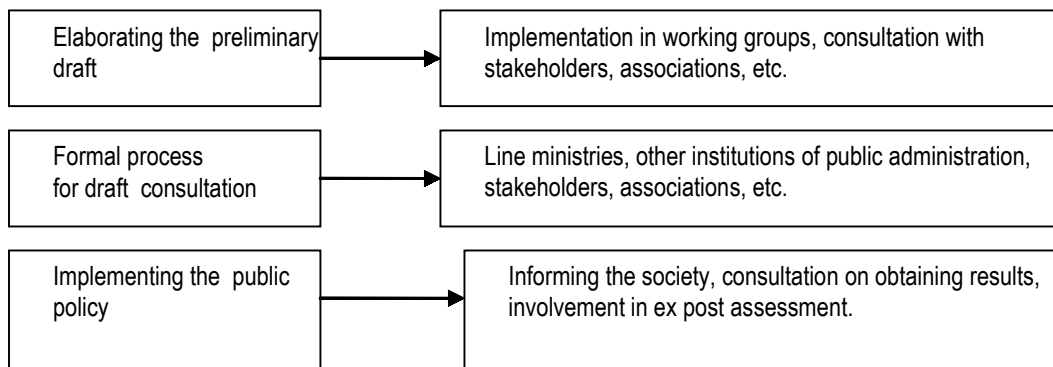 Elaborating the preliminary
draft
Implementation in working groups, consultation with
stakeholders, associations, etc.
Formal process
for draft consultation
Line ministries, other institutions of public administration,
stakeholders, associations, etc.
Implementing the public
policy
Informing the society, consultation on obtaining results,
involvement in ex post assessment.